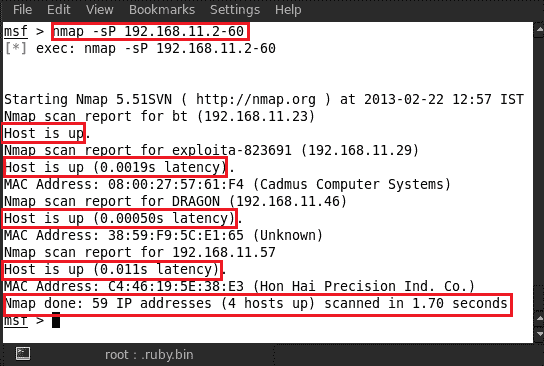 File Edit View Bookmarks Settings Help
msf > nmap -sP 192.168.11.2-60
[*] exec: nmap -sP 192.168.11.2-60
Starting Nmap 5.51SVN ( http://nmap.org ) at 2013-02-22 12:57 IST
Nmap scan report for bt (192.168.11.23)
Host is up.
Nmap scan report for exploita-823691 (192.168.11.29)
Host is up (0.0019s latency).
MAC Address: 08:00:27:57:61:F4 (Cadmus Computer Systems)
Nmap scan report for DRAGON (192.168.11.46)
Host is up (0.00050s latency).
MAC Address: 38:59:F9:5C:E1:65 (Unknown)
Nmap scan report for 192.168.11.57
Host is up (0.011s latency).
MAC Address: C4:46:19:5E:38:E3 (Hon Hai Precision Ind. Co.)
Nmap done: 59 IP addresses (4 hosts up) scanned in 1.70 seconds
msf >
root : .ruby.bin